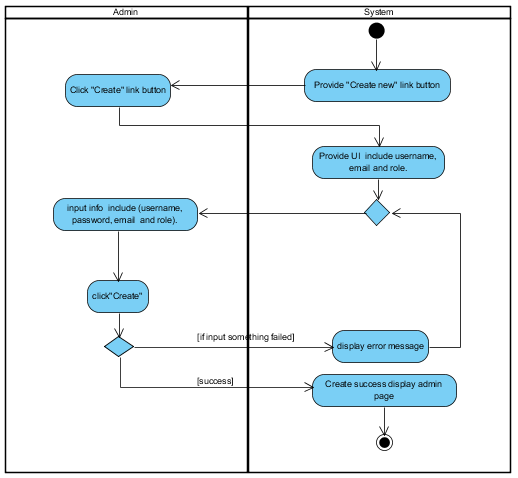 Admin
System
Provide "Create new" link button
Click "Create" link button
Provide UI include username,
email and role.
input info include (username,
password, email and role).
click"Create"
[if input something failed]
display error message
[success]
Create success display admin
page